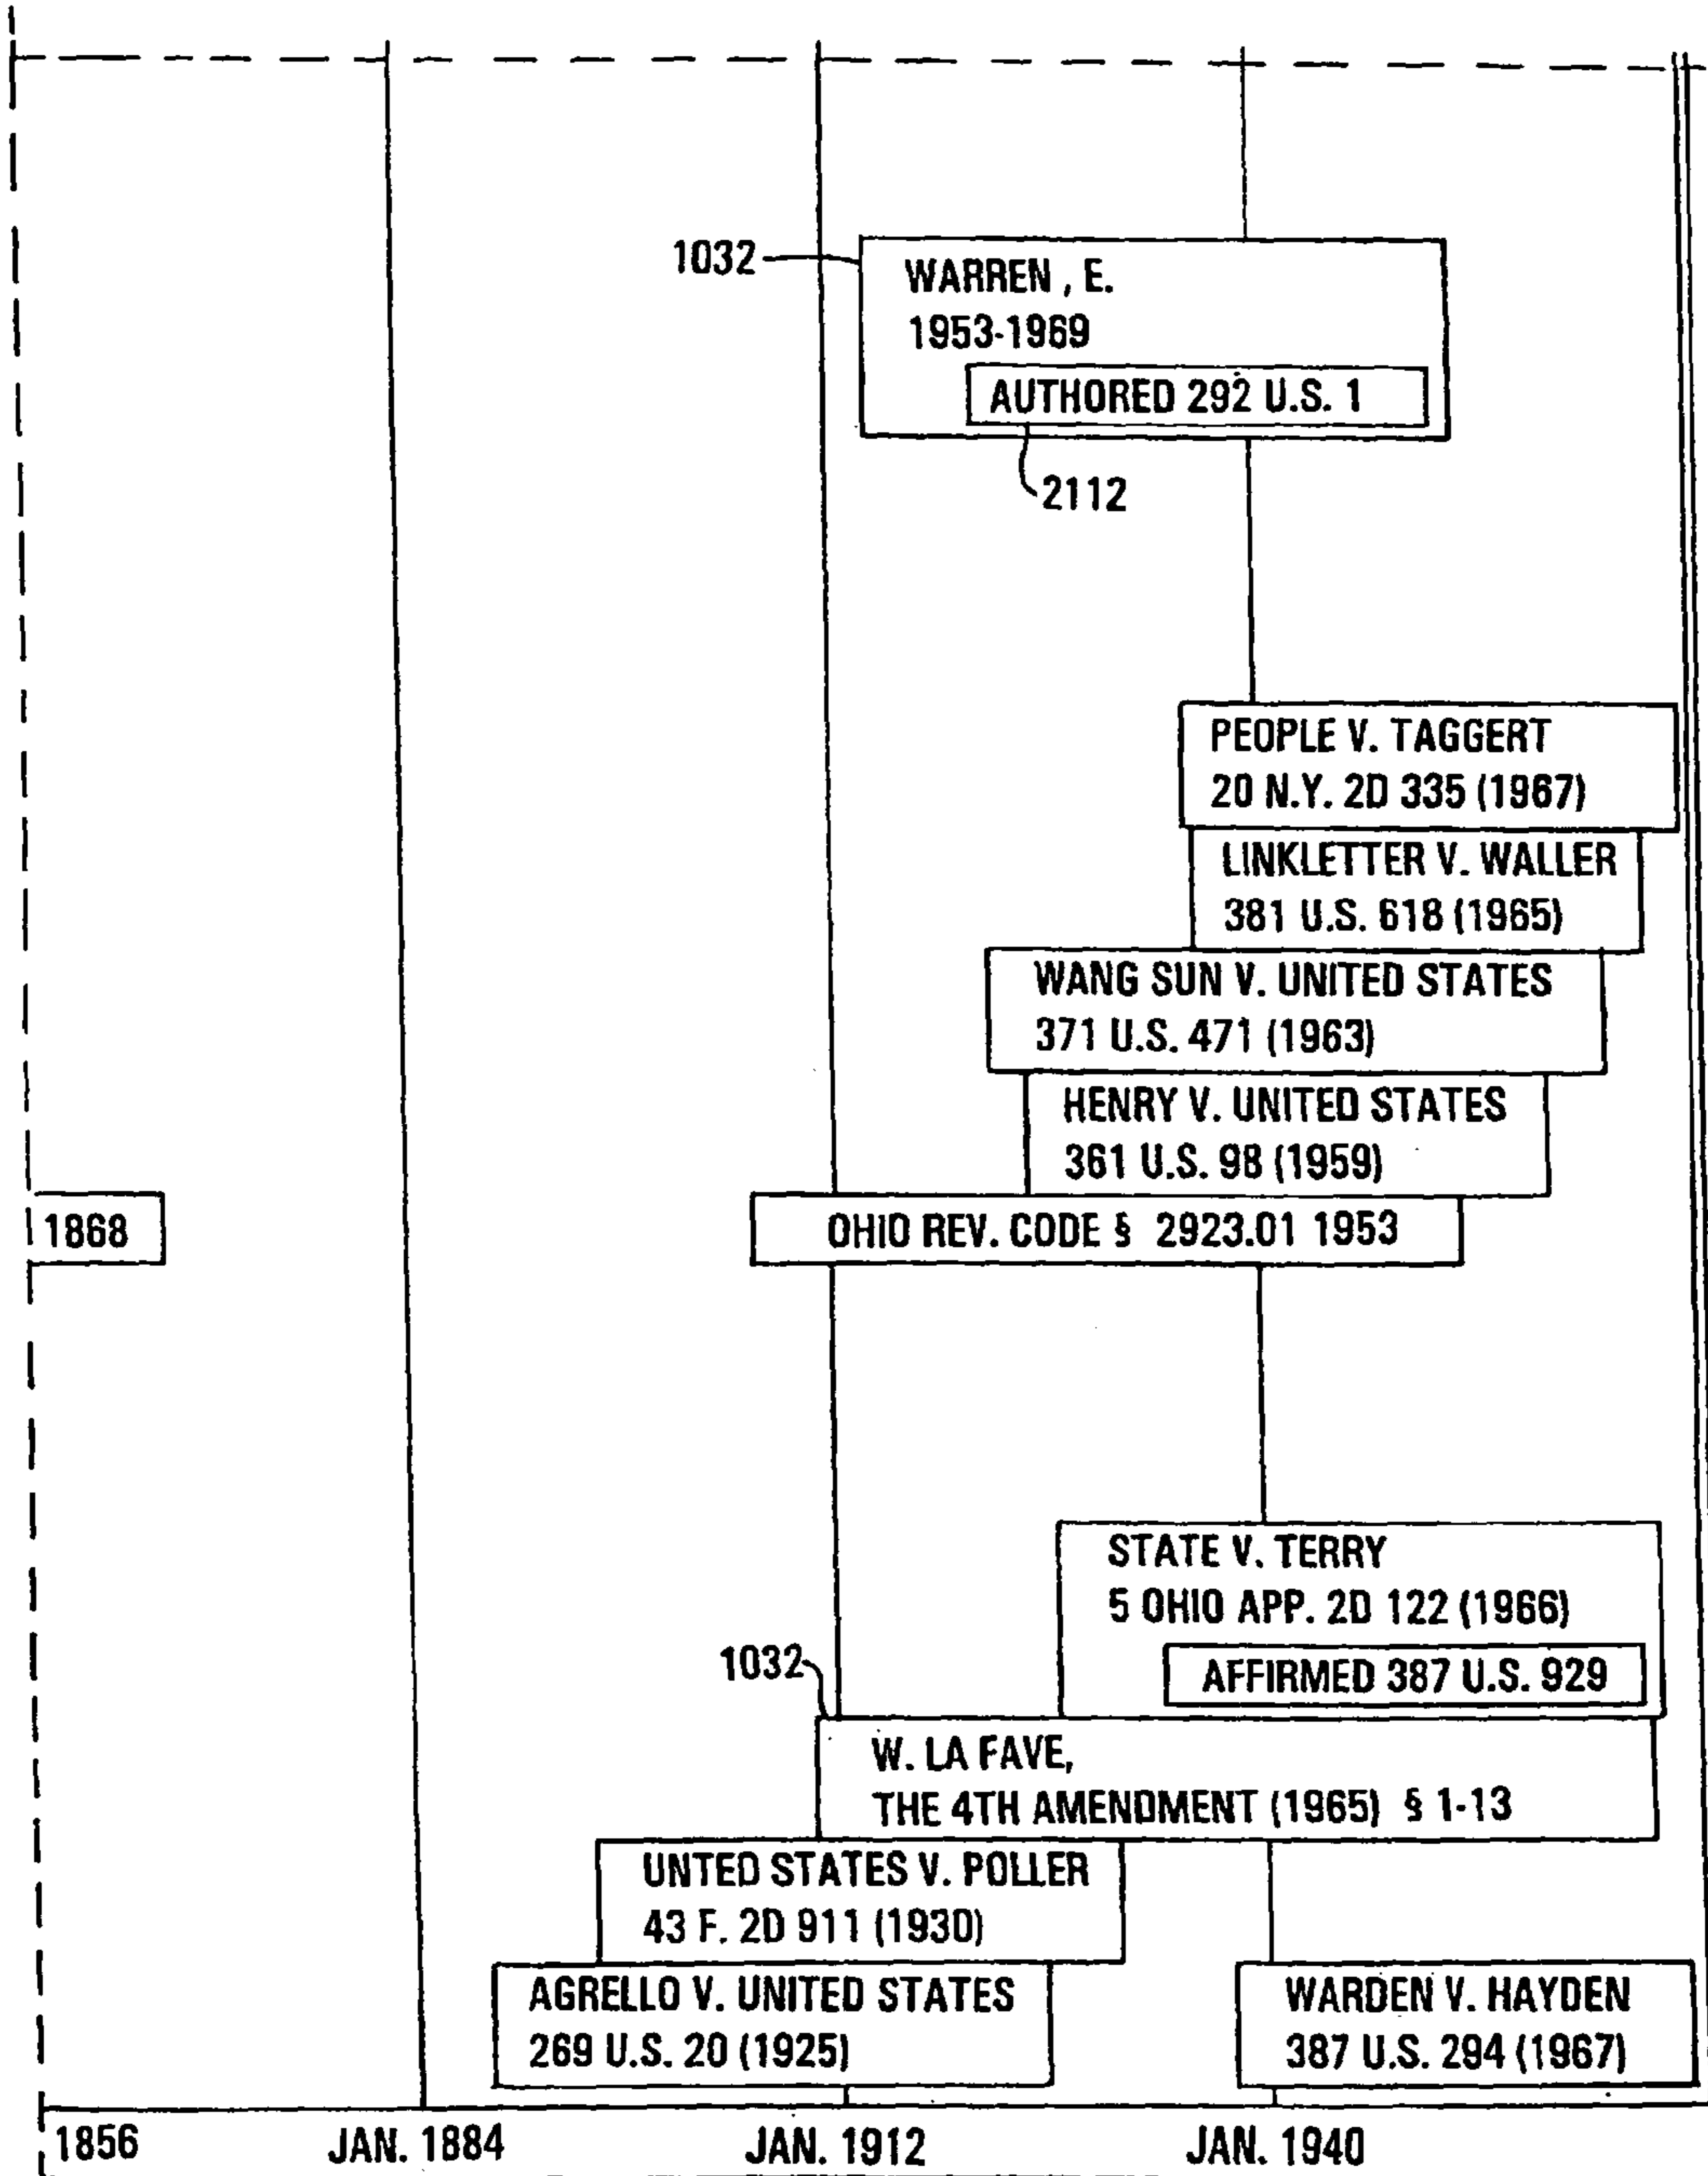 1032
WARREN , E.
1953-1969
AUTHORED 292 U.S. 1
2112
PEOPLE V. TAGGERT
20 N.Y. 2D 335 (1967)
LINKLETTER V. WALLER
381 U.S. 618 (1965)
WANG SUN V. UNITED STATES
371 U.S. 471 (1963)
HENRY V. UNITED STATES
361 U.S. 98 (1959)
1868
OHIO REV. CODE § 2923.01 1953
STATE V. TERRY
5 OHIO APP. 2D 122 (1966)
AFFIRMED 387 U.S. 929
1032
W. LA FAVE,
THE 4TH AMENDMENT (1965) § 1-13
UNTED STATES V. POLLER
43 F. 2D 911 (1930)
AGRELLO V. UNITED STATES
269 U.S. 20 (1925)
WARDEN V. HAYDEN
387 U.S. 294 (1967)
1856 JAN. 1884 JAN. 1912 JAN. 1940